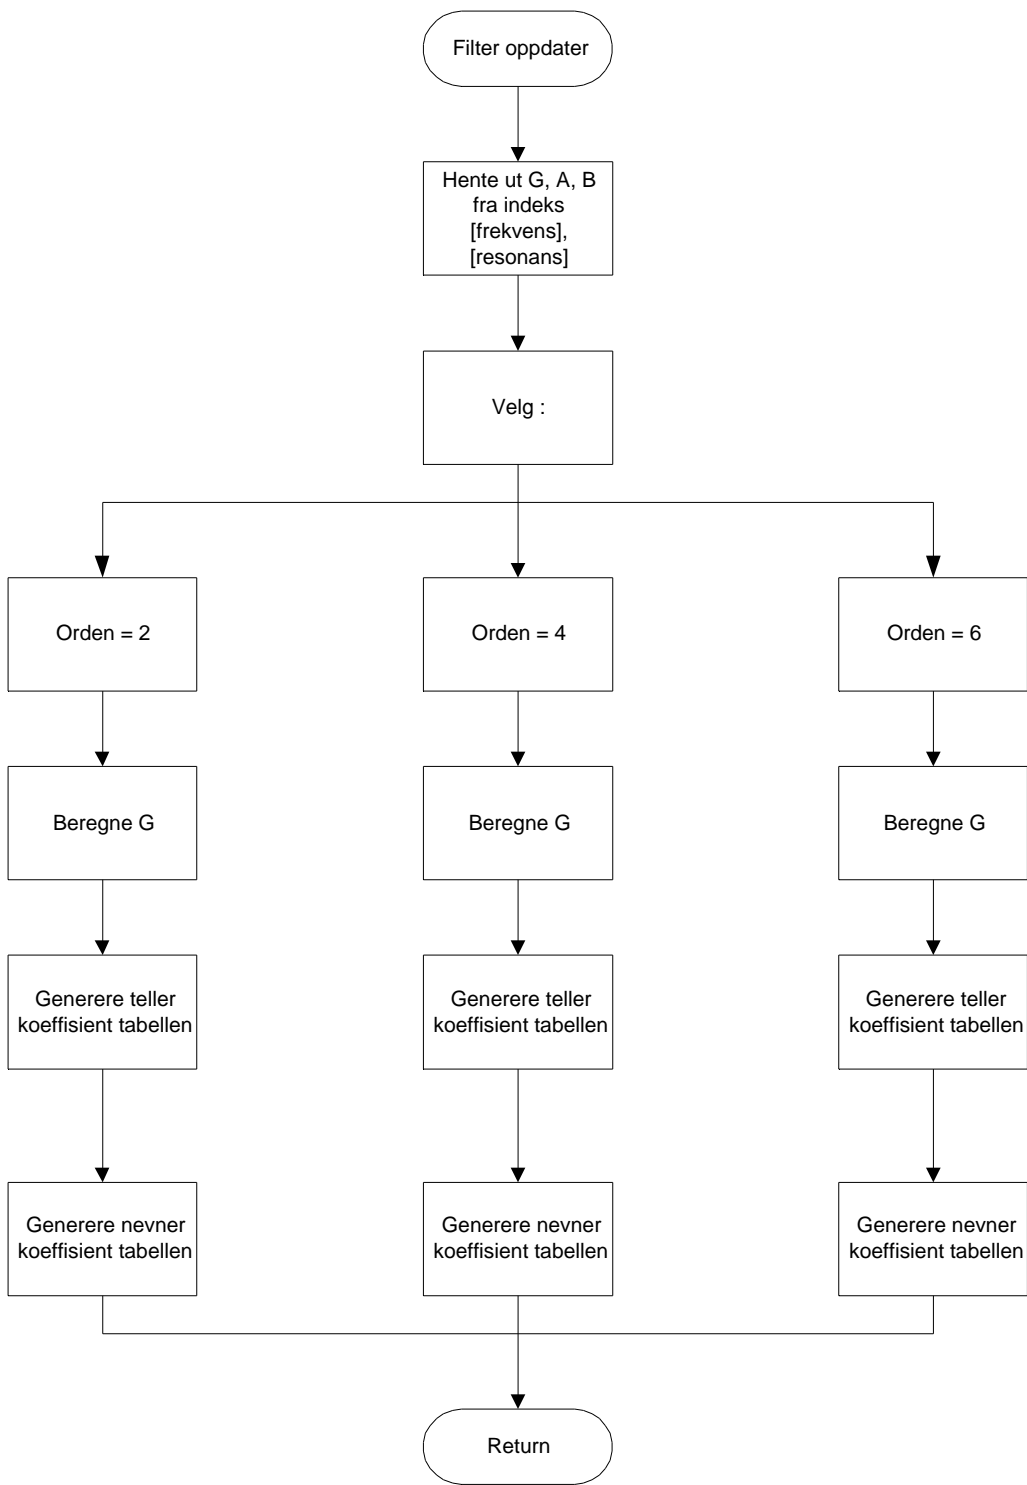 Filter oppdater
Hente ut G, A, B
fra indeks
[frekvens],
[resonans]
Velg :
Orden = 2
Orden = 4
Orden = 6
Beregne G
Beregne G
Beregne G
Generere teller
koeffisient tabellen
Generere teller
koeffisient tabellen
Generere teller
koeffisient tabellen
Generere nevner
koeffisient tabellen
Generere nevner
koeffisient tabellen
Generere nevner
koeffisient tabellen
Return